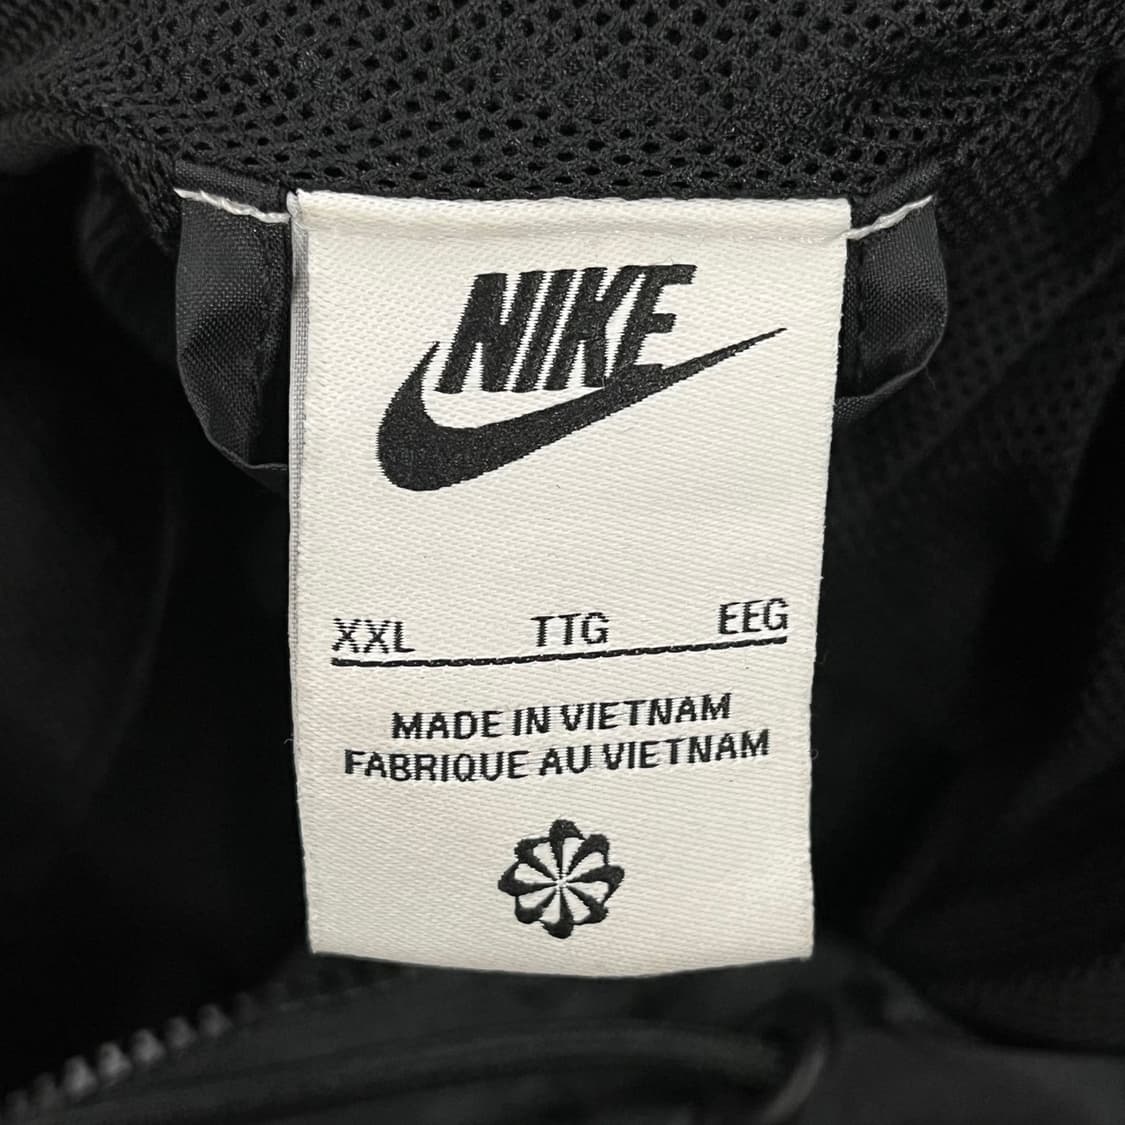 NIKE
XXL TTG EEG
MADE IN VIETNAM
FABRIQUE AU VIETNAM